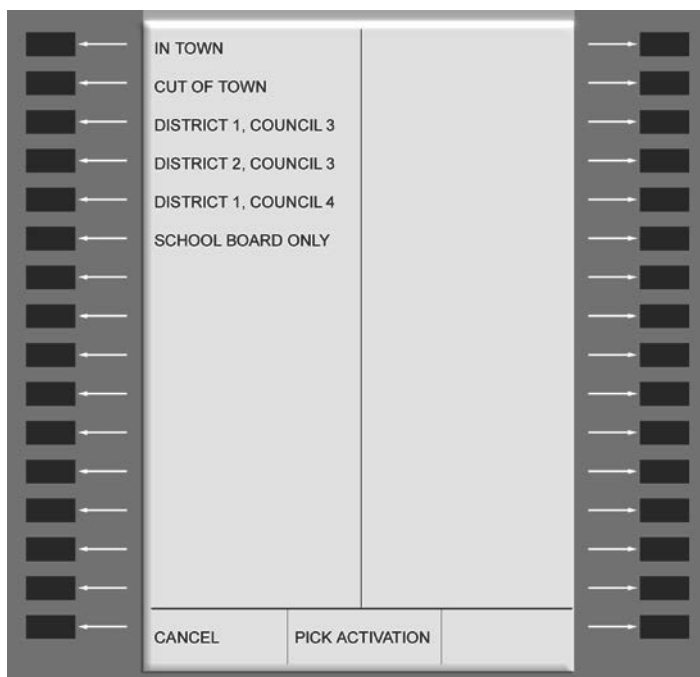 IN TOWN
CUT OF TOWN
DISTRICT 1, COUNCIL 3
DISTRICT 2, COUNCIL 3
DISTRICT 1, COUNCIL 4
SCHOOL BOARD ONLY
CANCEL PICK ACTIVATION